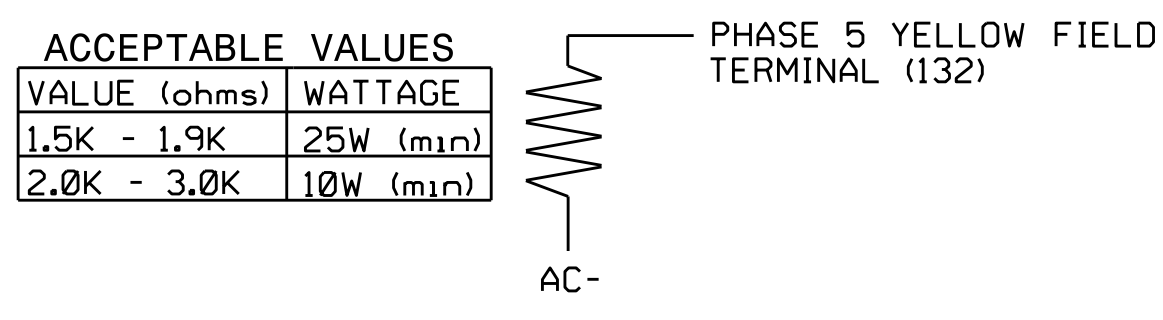 ACCEPTABLE VALUES
VALUE (ohms) WATTAGE
1.5K - 1.9K 25W (min)
2.0K - 3.0K 10W (min)
PHASE 5 YELLOW FIELD
TERMINAL (132)
AC-